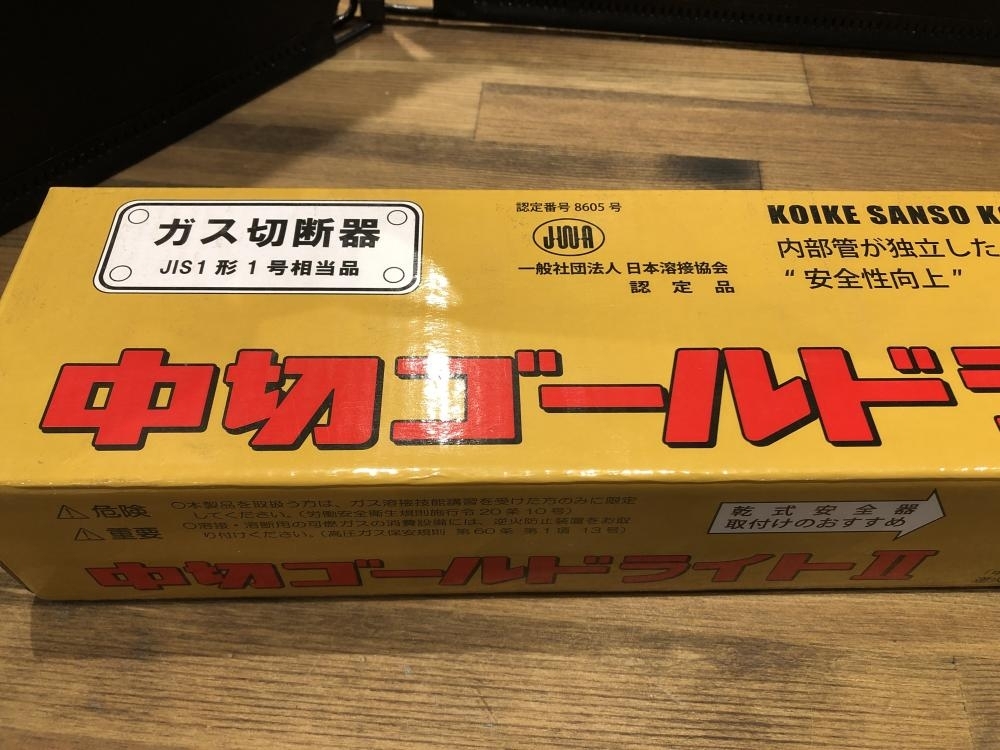 ガス切断器
JIS1形1号相当品
認定番号 8605 号
JWA
一般社団法人 日本溶接協会
認定品
KOIKE SANSO
内部管が独立した
“安全性向上”
中切ゴールド
危険
重要
○本製品を取扱う方は、ガス溶接技能講習を受けた方のみに限定
してください。(労働安全衛生規則施行令20条10号)
○溶接・溶断用の可燃ガスの消費設備には、逆火防止装置をお取
り付けください。(高圧ガス保安規則 第60条 第1項 13号)
乾式安全器
取付けのおすすめ
中切ゴールドライトⅡ